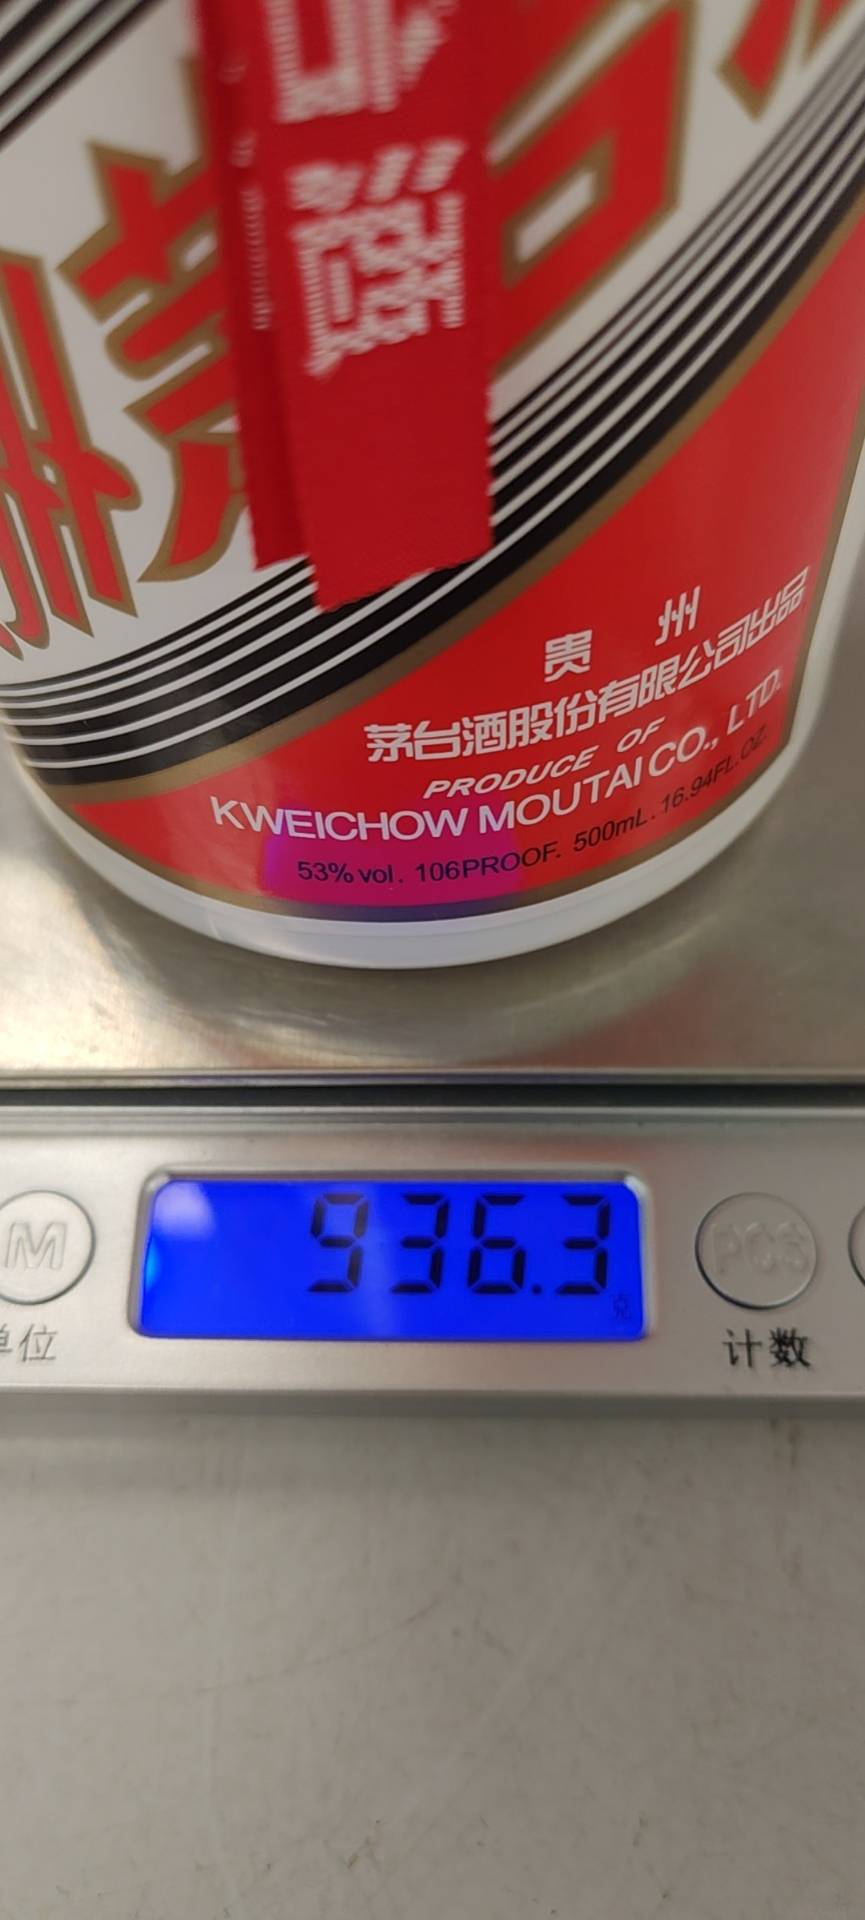 贵州
茅台酒股份有限公司出品
PRODUCE OF
KWEICHOW MOUTAI CO., LTD.
53% vol. 106PROOF. 500mL. 16.94FL.OZ.
936.3
克
M
PCS
单位
计数